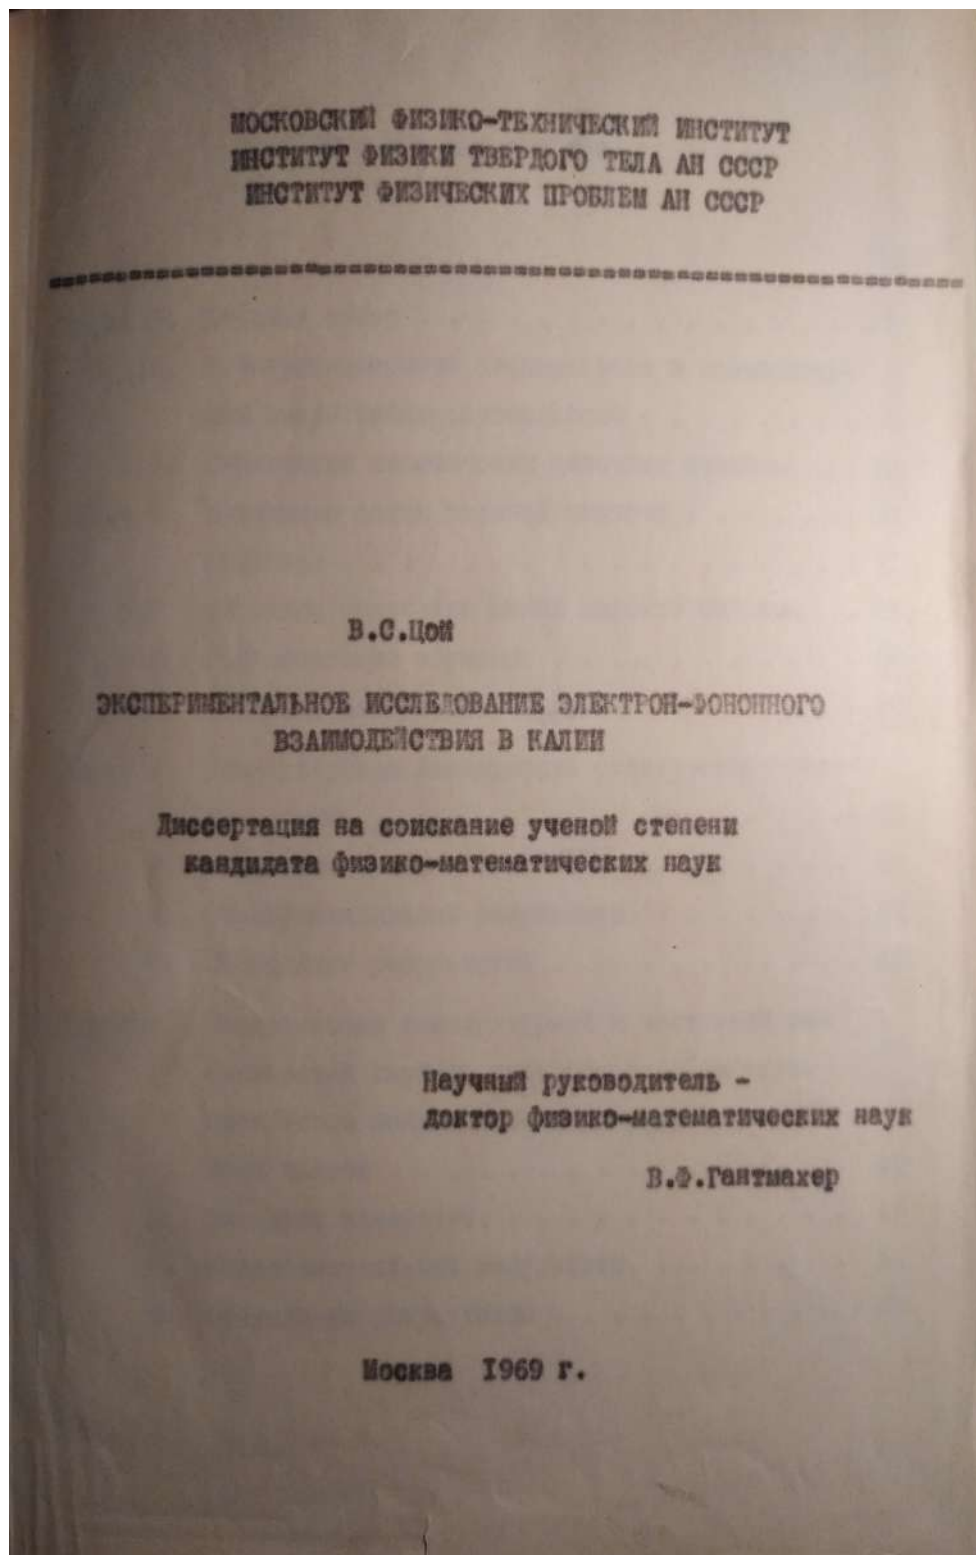 МОСКОВСКИЙ ФИЗИКО-ТЕХНИЧЕСКИЙ ИНСТИТУТ
ИНСТИТУТ ФИЗИКИ ТВЕРДОГО ТЕЛА АН СССР
ИНСТИТУТ ФИЗИЧЕСКИХ ПРОБЛЕМ АН СССР
В.С.Цой
ЭКСПЕРИМЕНТАЛЬНОЕ ИССЛЕДОВАНИЕ ЭЛЕКТРОН-ФОНОННОГО
ВЗАИМОДЕЙСТВИЯ В КАЛИИ
Диссертация на соискание ученой степени
кандидата физико-математических наук
Научный руководитель -
доктор физико-математических наук
В.Ф.Гантмахер
Москва 1969 г.